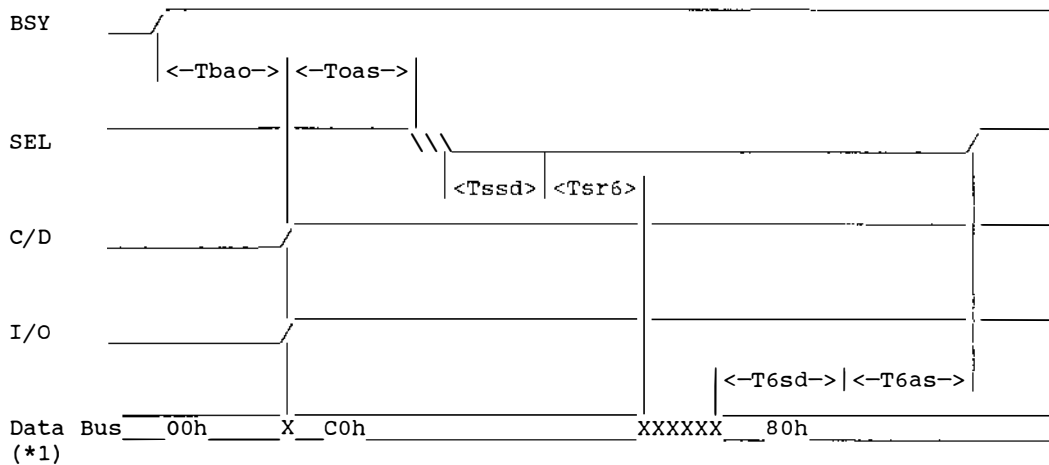 BSY
<-Tbao-> <-Toas->
SEL
<Tssd> <Tsr6>
C/D
I/O
<-T6sd-> <-T6as->
Data Bus 00h X C0h XXXXXX 80h
(*1)